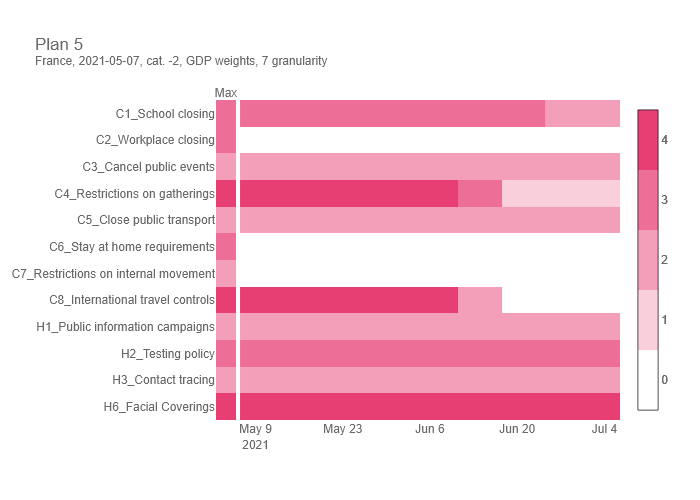 Plan 5
France, 2021-05-07, cat. -2, GDP weights, 7 granularity
Max
C1_School closing
C2_Workplace closing
C3_Cancel public events
C4_Restrictions on gatherings
C5_Close public transport
C6_Stay at home requirements
C7_Restrictions on internal movement
C8_International travel controls
H1_Public information campaigns
H2_Testing policy
H3_Contact tracing
H6_Facial Coverings
May 9 May 23 Jun 6 Jun 20 Jul 4
2021
4
3
2
1
0